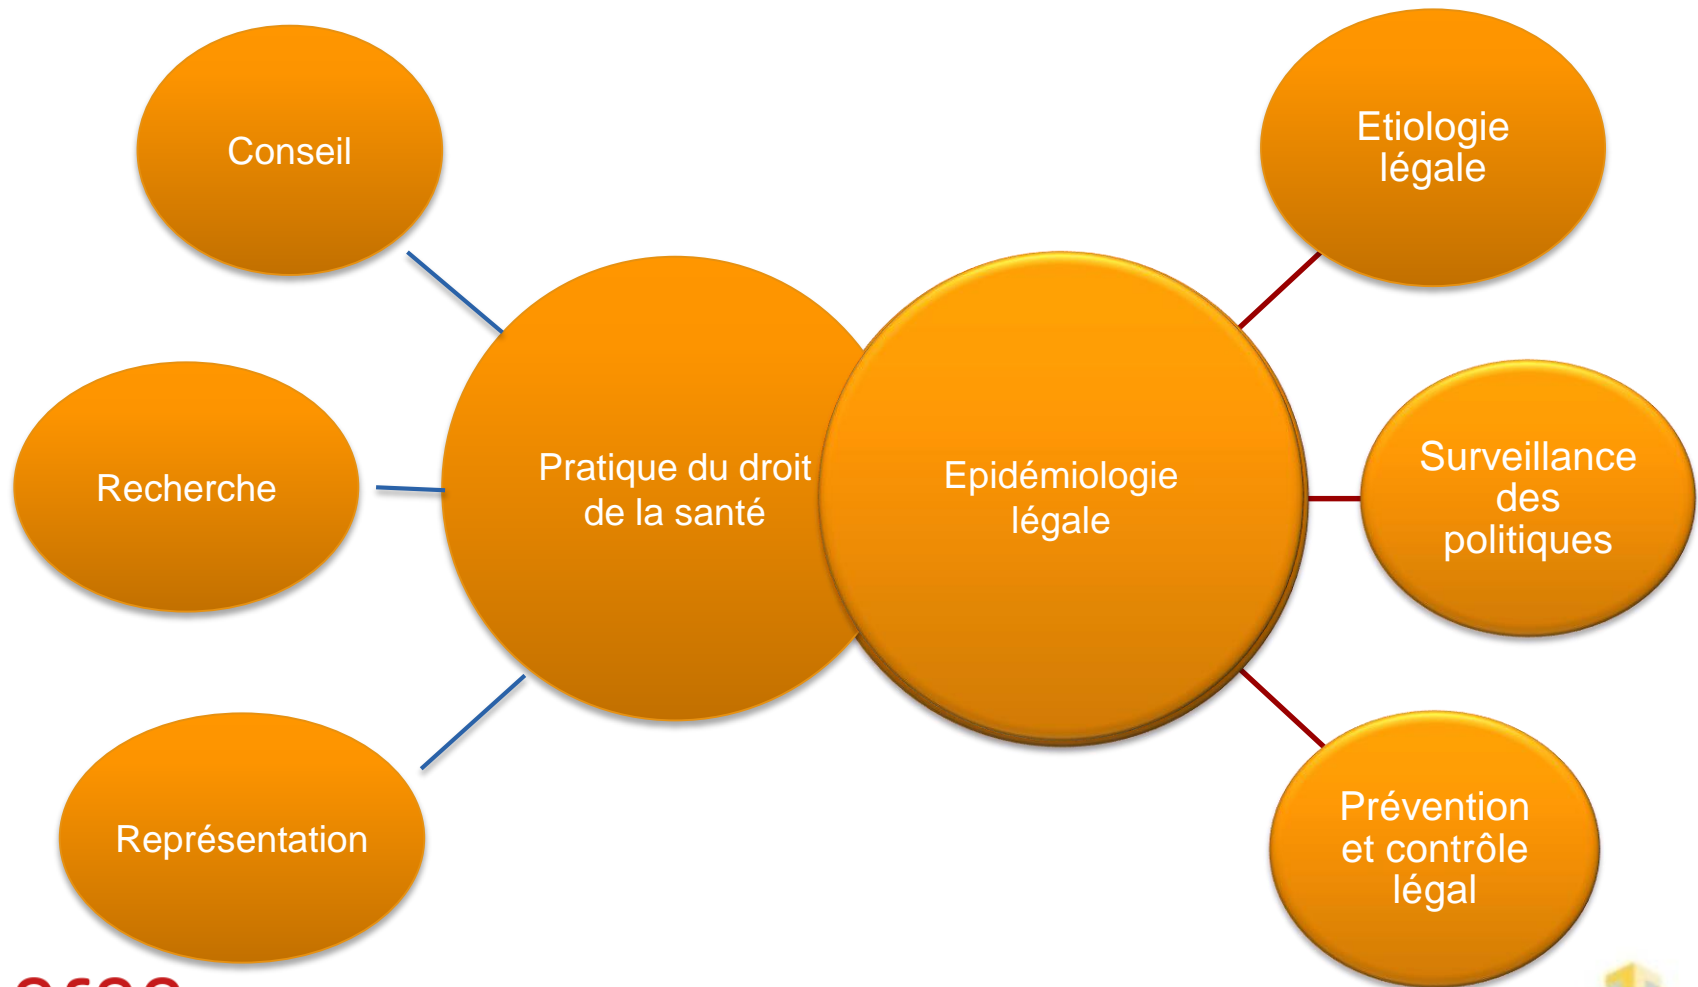 Conseil
Etiologie
légale
Pratique du droit
de la santé
Epidémiologie
légale
Recherche
Surveillance
des
politiques
Représentation
Prévention
et contrôle
légal